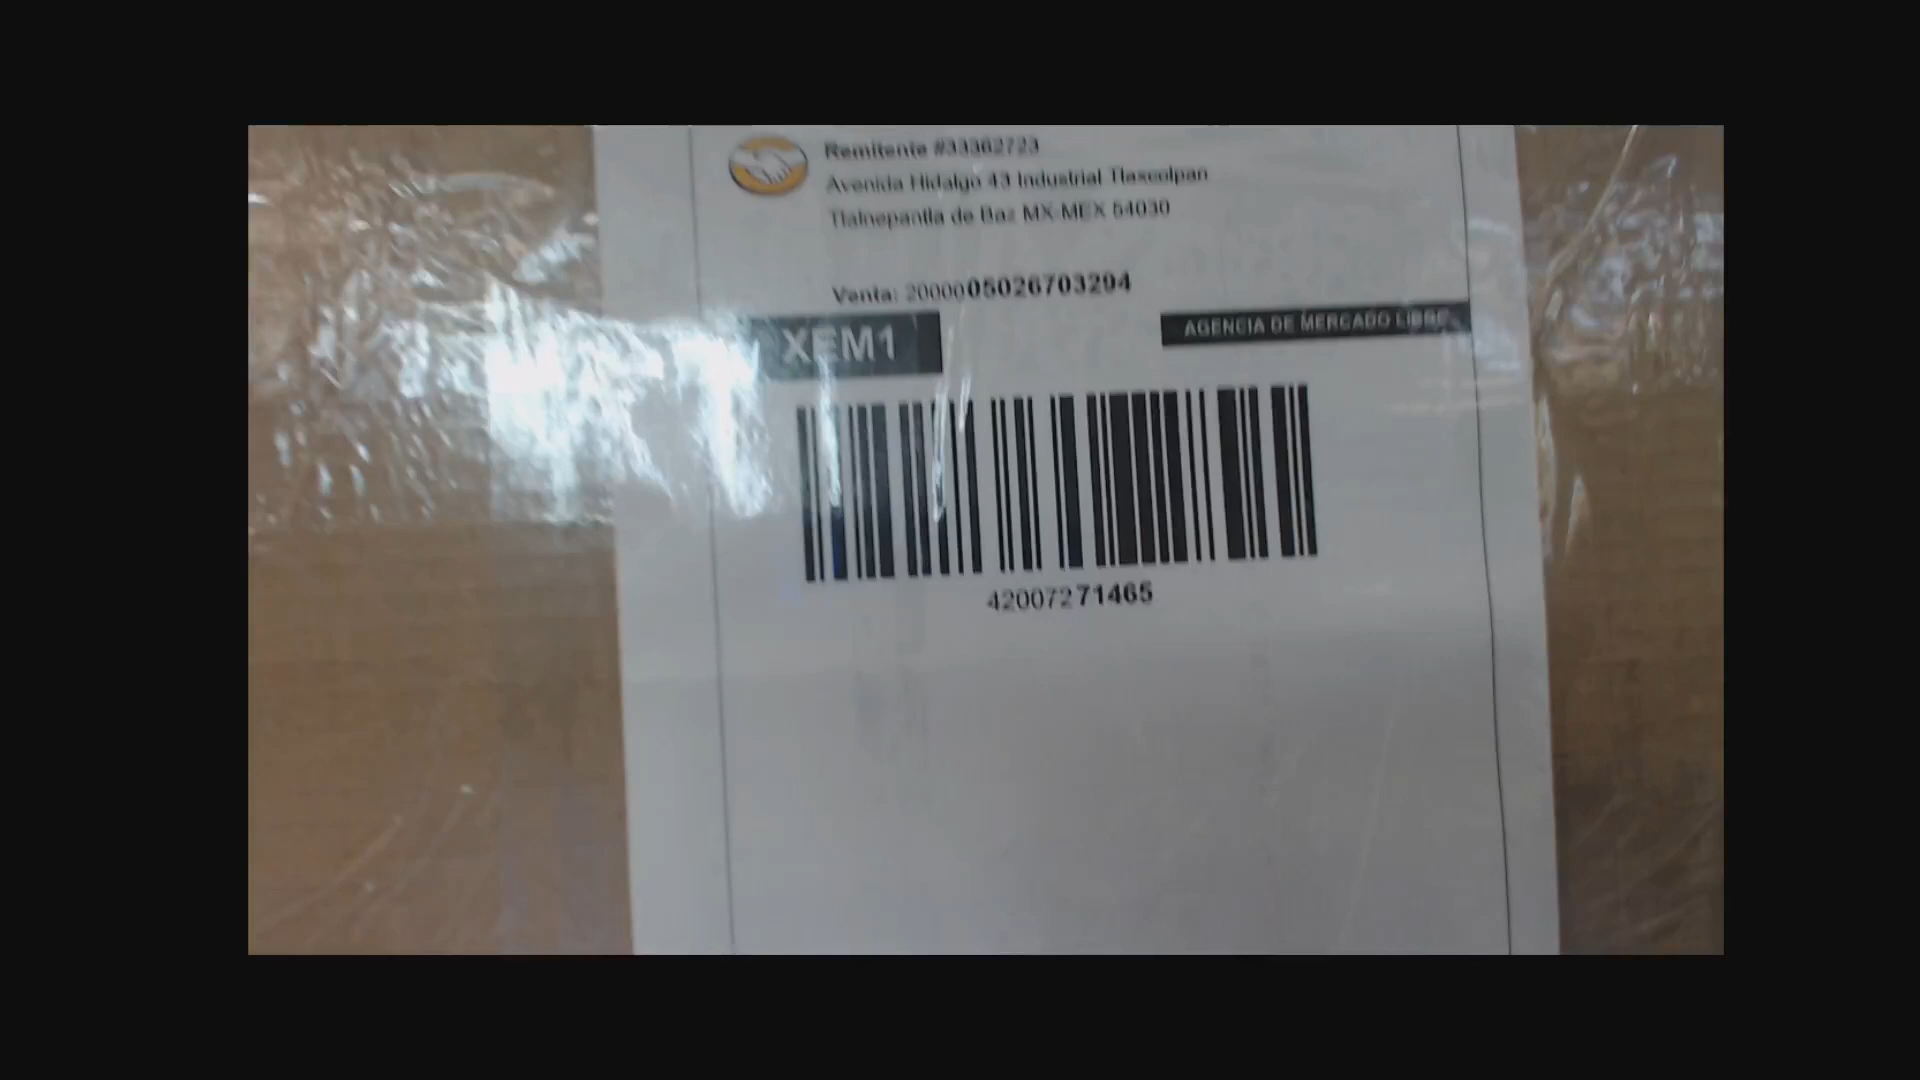 Remitente #33362723
Avenida Hidalgo 43 Industrial Tlaxcolpan
Tlalnepantla de Baz MX-MEX 54030
Venta: 2000005026703294
XEM1
AGENCIA DE MERCADO LIBRE
42007271465